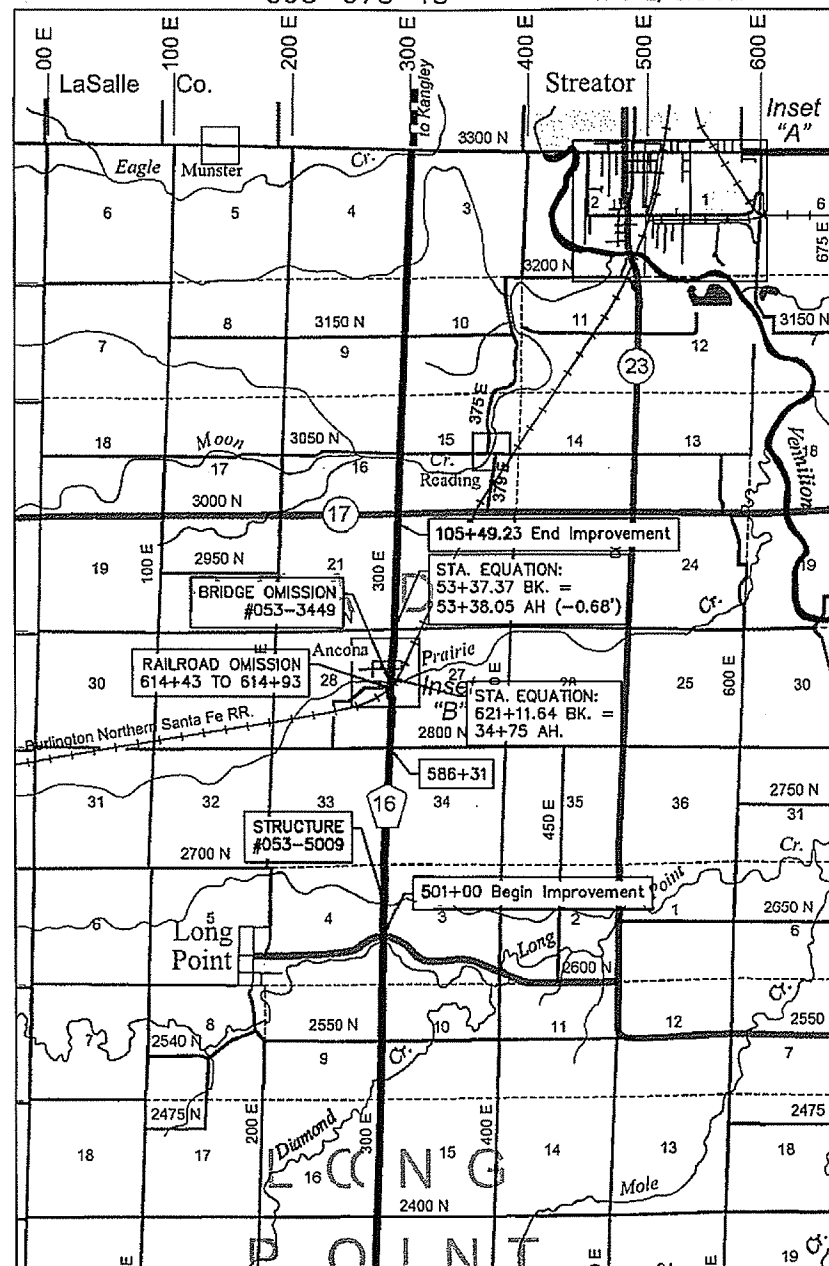 00 E
100 E
200 E
300 E
400 E
500 E
600 E
LaSalle Co.
to Kangley
Streator
Inset
"A"
3300 N
Eagle
Cr.
Munster
6
5
4
3
2
1
6
675 E
3200 N
3150 N
3150 N
7
8
9
10
11
12
7
23
375 E
18
Moon
17
3050 N
16
15
Cr.
Reading
379 E
14
13
18
Vermilion
3000 N
17
105+49.23 End Improvement
19
100 E
2950 N
21
300 E
24
19
STA. EQUATION:
53+37.37 BK. =
53+38.05 AH (-0.68')
BRIDGE OMISSION
#053-3449
Cr.
Ancona
Prairie
RAILROAD OMISSION
614+43 TO 614+93
30
28
27
25
600 E
30
Inset
"B"
STA. EQUATION:
621+11.64 BK. =
34+75 AH.
Burlington Northern Santa Fe RR.
2800 N
586+31
31
32
33
16
34
35
36
2750 N
31
450 E
STRUCTURE
#053-5009
2700 N
Cr.
501+00 Begin Improvement
Point
6
5
4
3
2
1
2650 N
6
Long
Point
Long
2600 N
Cr.
7
8
2540 N
2550 N
9
10
Cr.
11
12
2550
7
2475 N
2475
200 E
Diamond
300 E
400 E
18
17
16
15
14
13
18
LONG
2400 N
Mole
POINT
19
Cr.